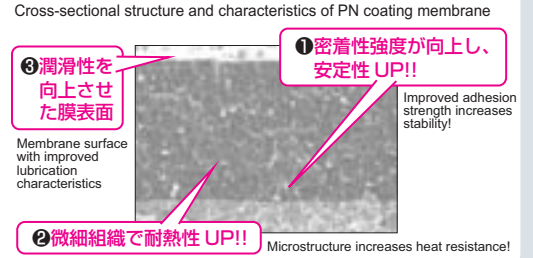 Cross-sectional structure and characteristics of PN coating membrane
❸潤滑性を
向上させ
た膜表面
❶密着性強度が向上し、
安定性 UP!!
Improved adhesion
strength increases
stability!
Membrane surface
with improved
lubrication
characteristics
❷微細組織で耐熱性 UP!!
Microstructure increases heat resistance!